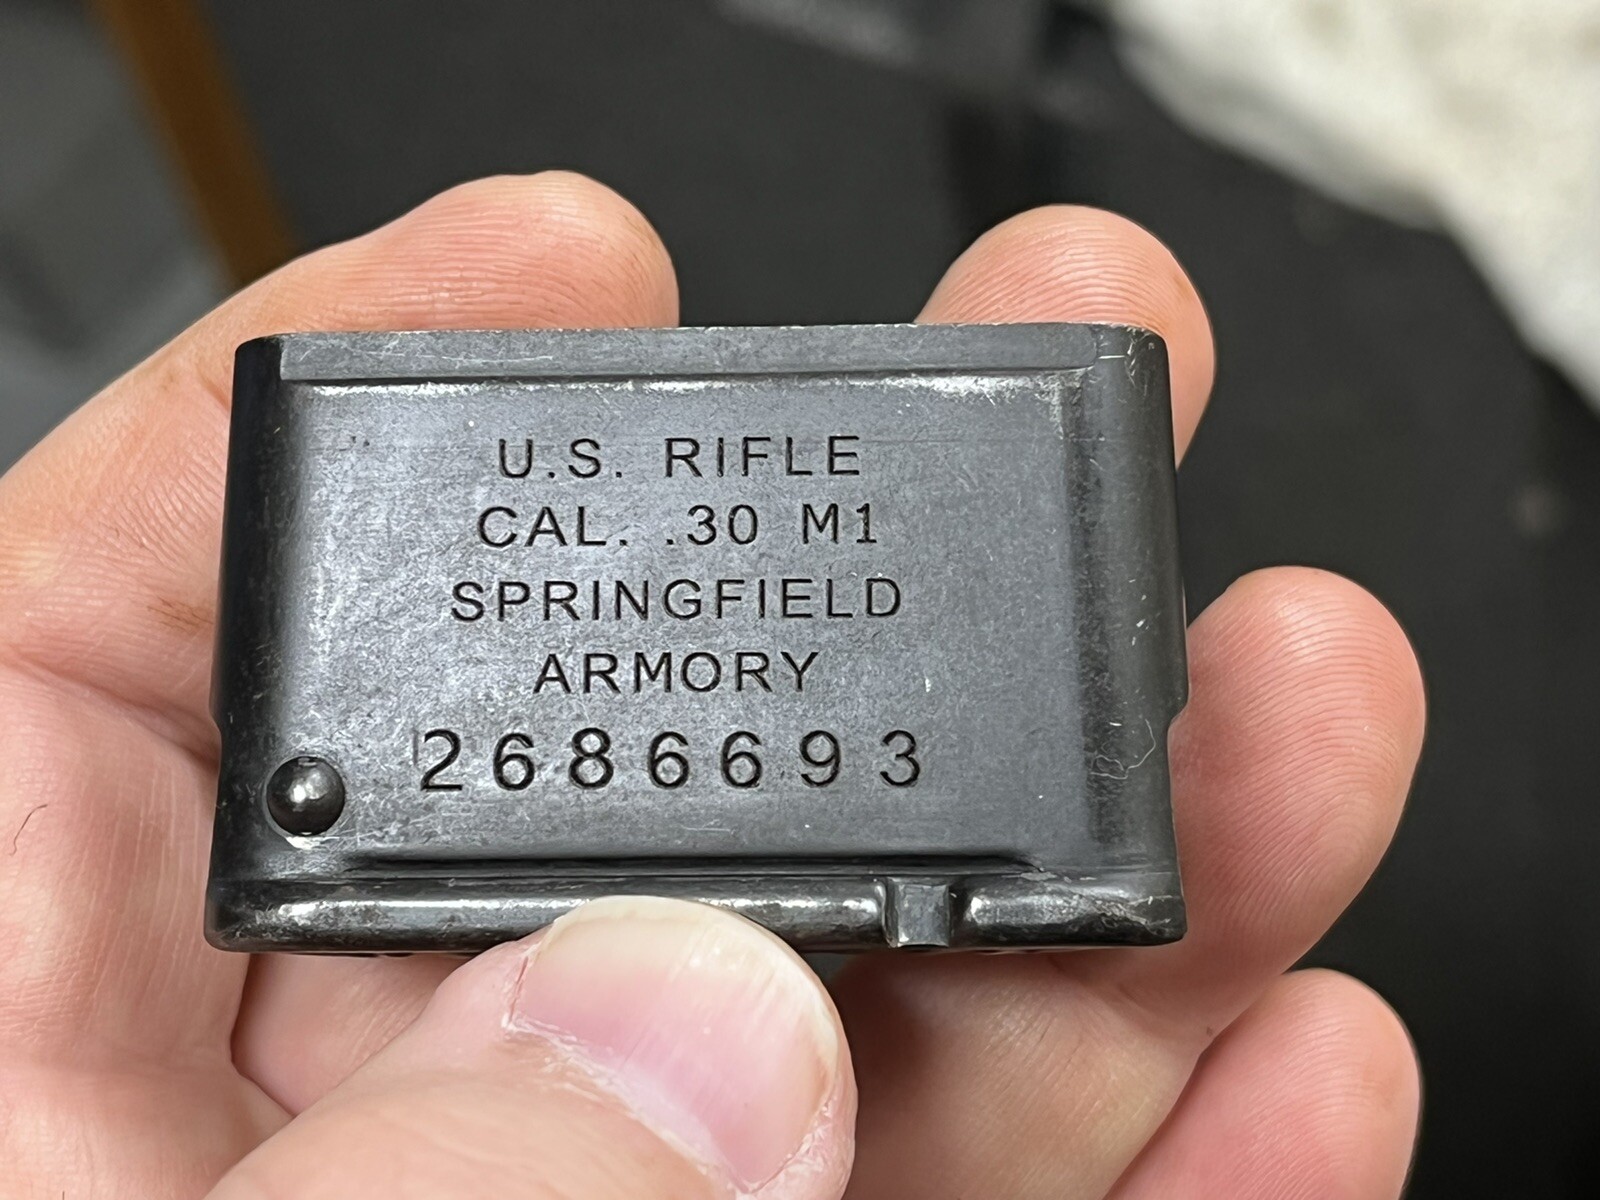 U.S. RIFLE
CAL. .30 M1
SPRINGFIELD
ARMORY
2686693